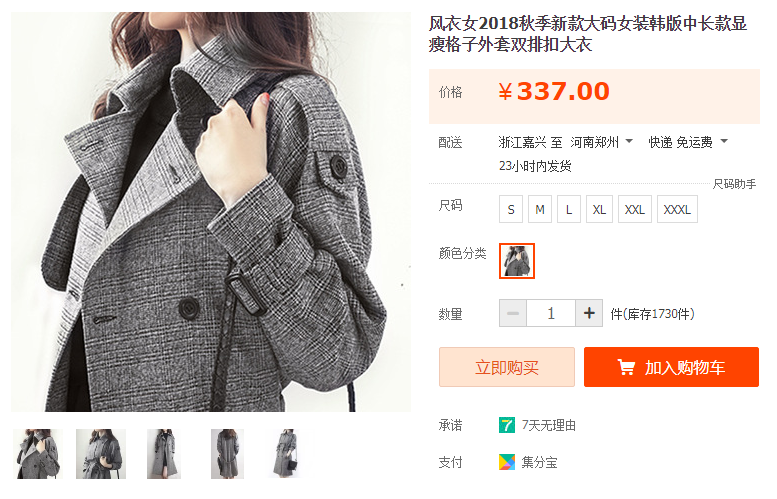 风衣女2018秋季新款大码女装韩版中长款显
瘦格子外套双排扣大衣
价格
¥337.00
配送
浙江嘉兴 至 河南郑州 快递 免运费
23小时内发货
尺码助手
尺码
S M L XL XXL XXXL
颜色分类
数量
− 1 + 件(库存1730件)
立即购买 加入购物车
承诺
7 7天无理由
支付
集分宝